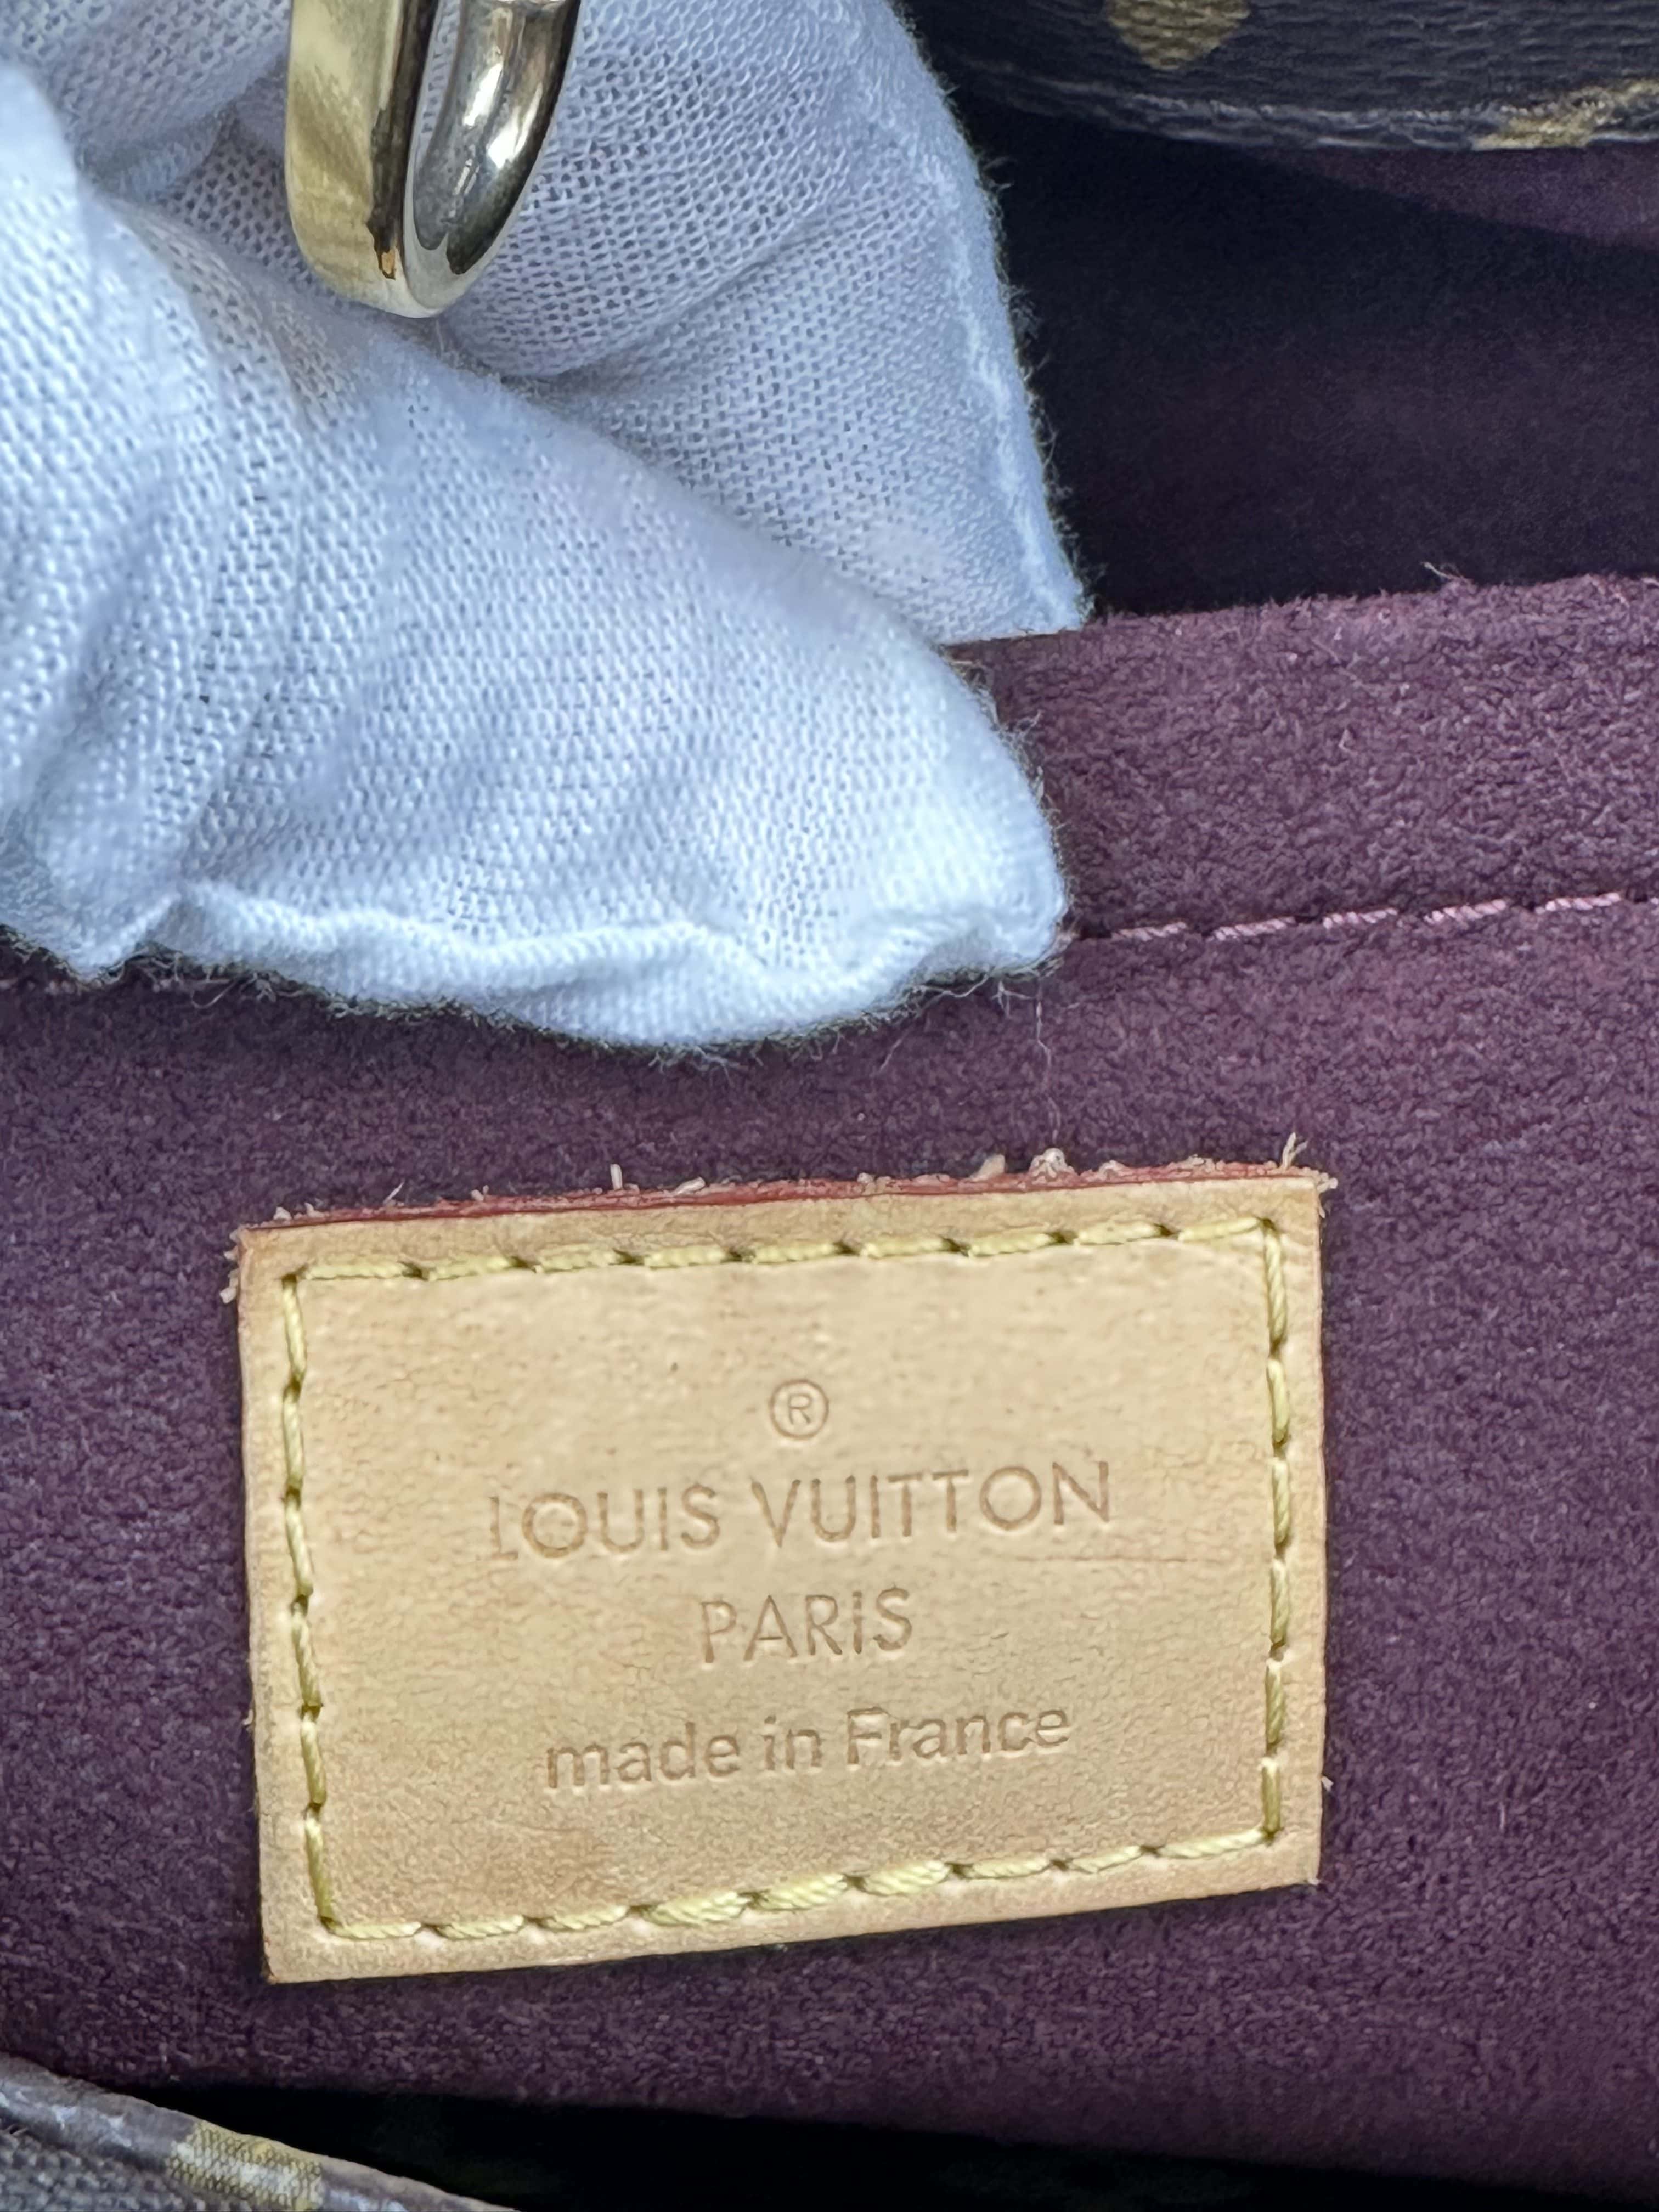 ®
LOUIS VUITTON
PARIS
made in France